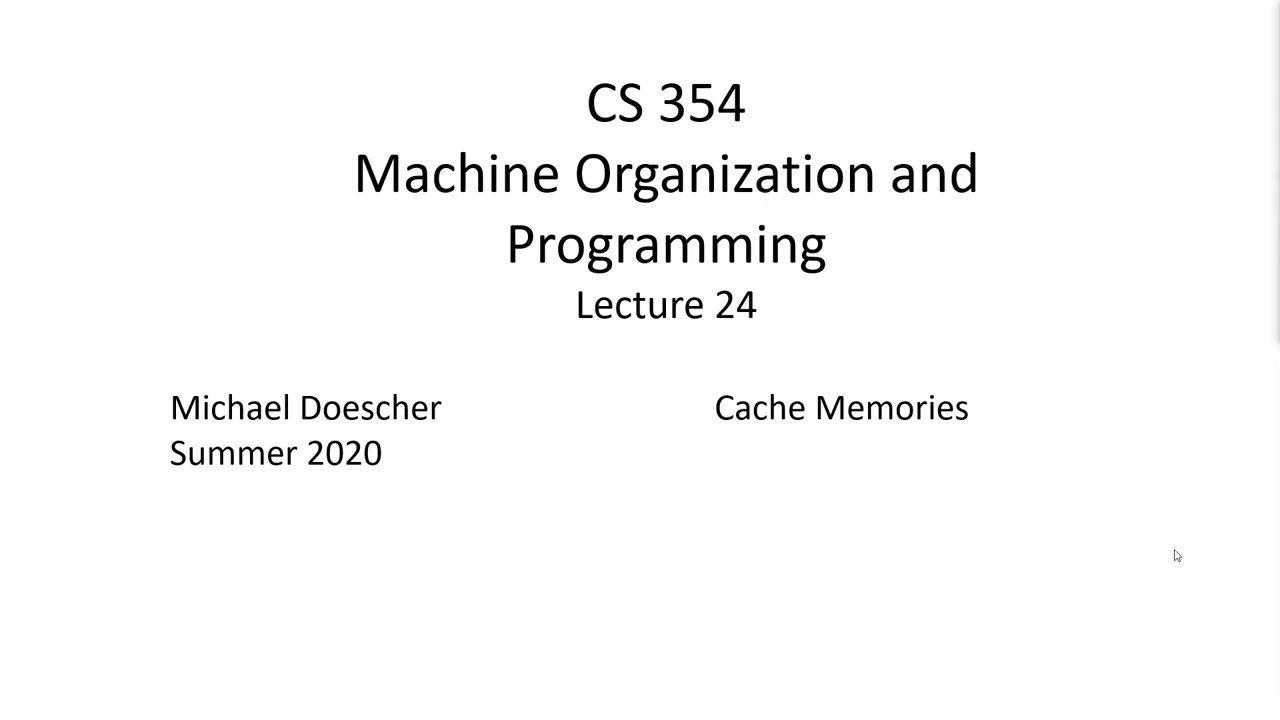 CS 354
Machine Organization and
Programming
Lecture 24
Michael Doescher
Cache Memories
Summer 2020